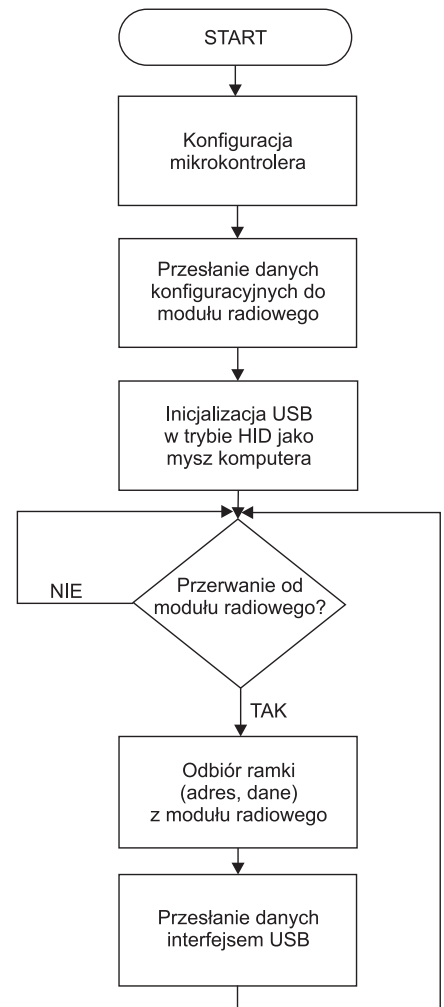 START
Konfiguracja
mikrokontrolera
Przesłanie danych
konfiguracyjnych do
modułu radiowego
Inicjalizacja USB
w trybie HID jako
mysz komputera
Przerwanie od
modułu radiowego?
NIE
TAK
Odbiór ramki
(adres, dane)
z modułu radiowego
Przesłanie danych
interfejsem USB